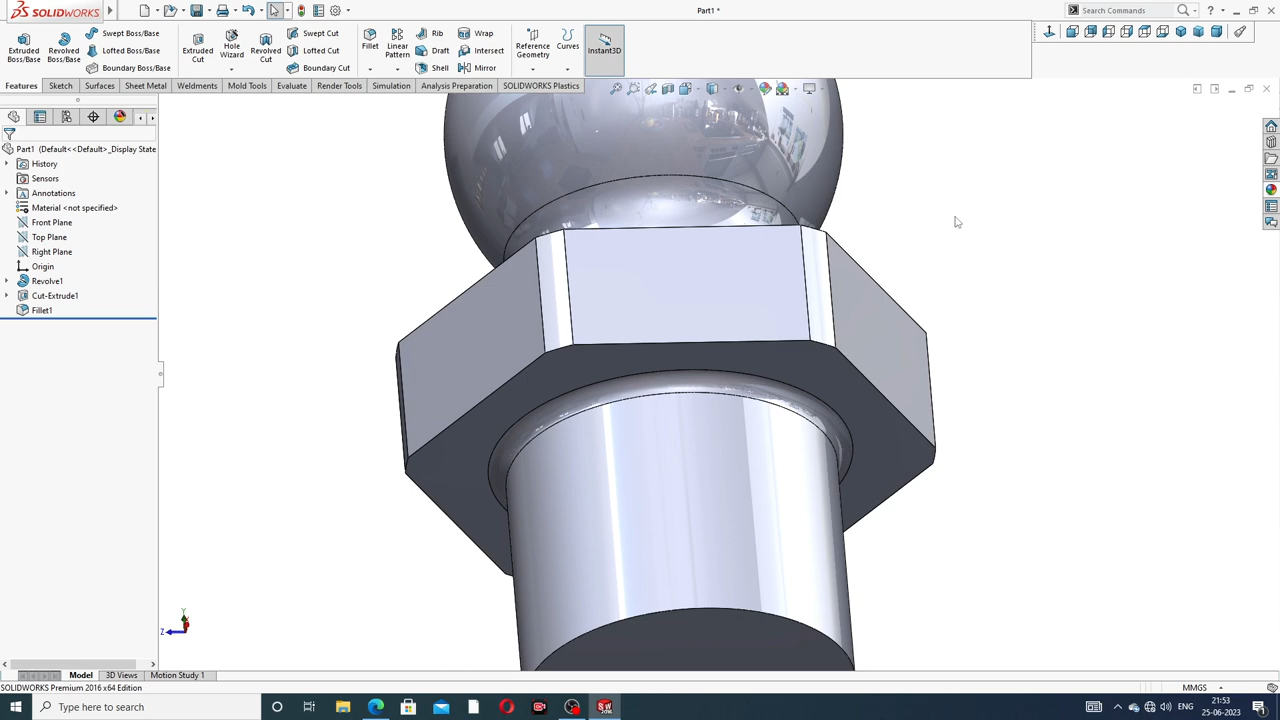 SOLIDWORKS
Part1 *
Search Commands
Extruded Boss/Base
Revolved Boss/Base
Swept Boss/Base
Lofted Boss/Base
Boundary Boss/Base
Extruded Cut
Hole Wizard
Revolved Cut
Swept Cut
Lofted Cut
Boundary Cut
Fillet
Linear Pattern
Rib
Draft
Shell
Wrap
Intersect
Mirror
Reference Geometry
Curves
Instant3D
Features
Sketch
Surfaces
Sheet Metal
Weldments
Mold Tools
Evaluate
Render Tools
Simulation
Analysis Preparation
SOLIDWORKS Plastics
Part1 (Default<<Default>_Display State
History
Sensors
Annotations
Material <not specified>
Front Plane
Top Plane
Right Plane
Origin
Revolve1
Cut-Extrude1
Fillet1
Y
Z
Model
3D Views
Motion Study 1
SOLIDWORKS Premium 2016 x64 Edition
MMGS
Type here to search
ENG
21:53
25-06-2023